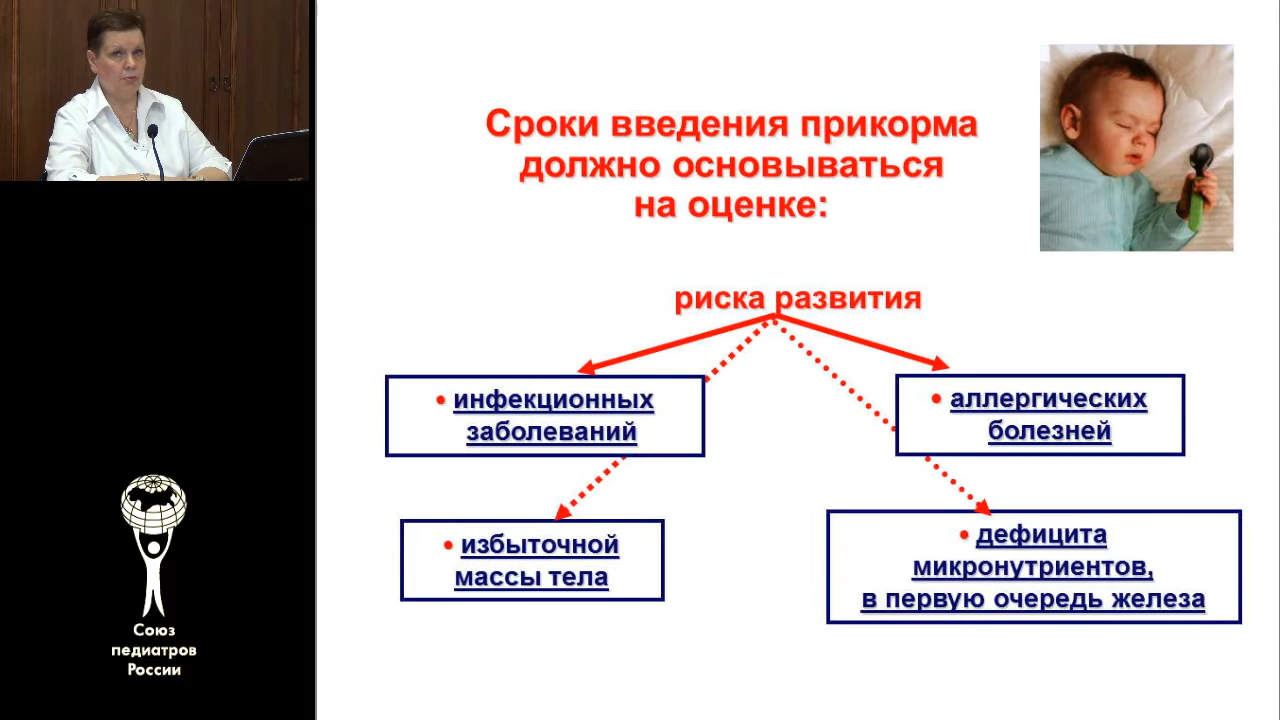 Сроки введения прикорма
должно основываться
на оценке:
риска развития
• инфекционных
заболеваний
• аллергических
болезней
• избыточной
массы тела
• дефицита
микронутриентов,
в первую очередь железа
Союз
педиатров
России